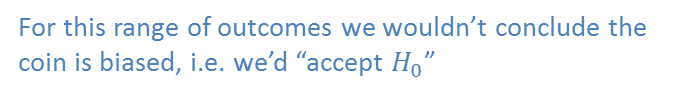 For this range of outcomes we wouldn’t conclude the
coin is biased, i.e. we’d “accept H₀”